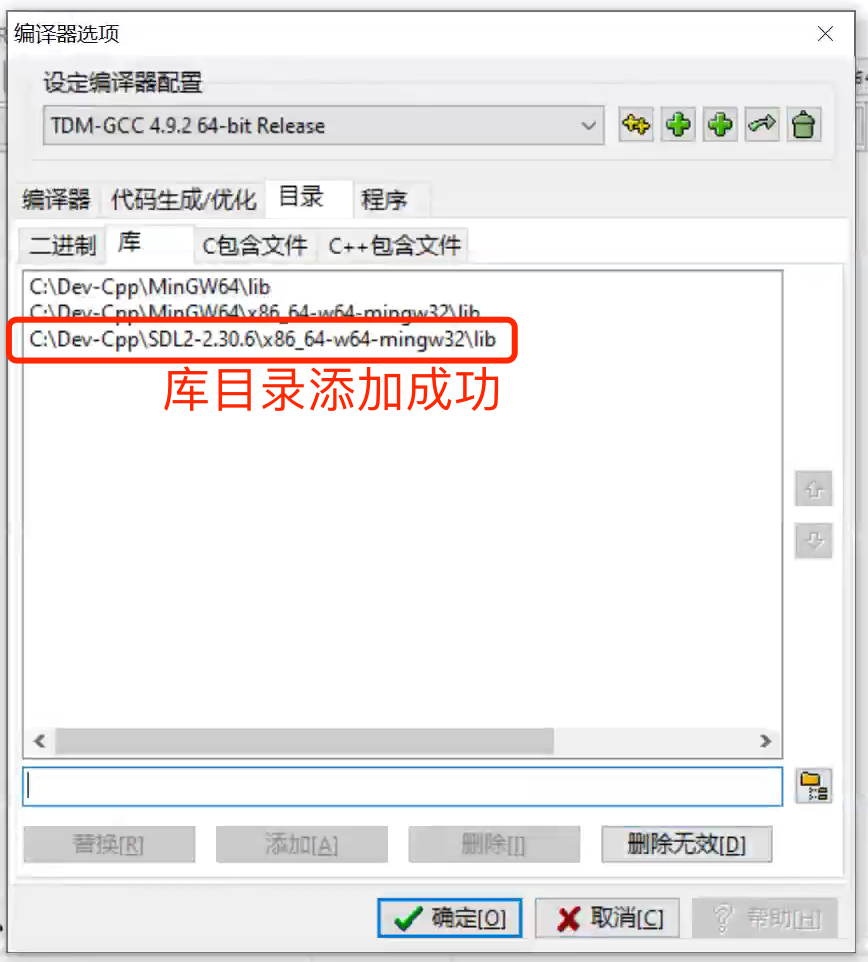 编译器选项
设定编译器配置
TDM-GCC 4.9.2 64-bit Release
编译器 代码生成/优化 目录 程序
二进制 库 C包含文件 C++包含文件
C:\Dev-Cpp\MinGW64\lib
C:\Dev-Cpp\MinGW64\x86_64-w64-mingw32\lib
C:\Dev-Cpp\SDL2-2.30.6\x86_64-w64-mingw32\lib
库目录添加成功
替换[R] 添加[A] 删除[I] 删除无效[D]
确定[O] 取消[C] 帮助[H]